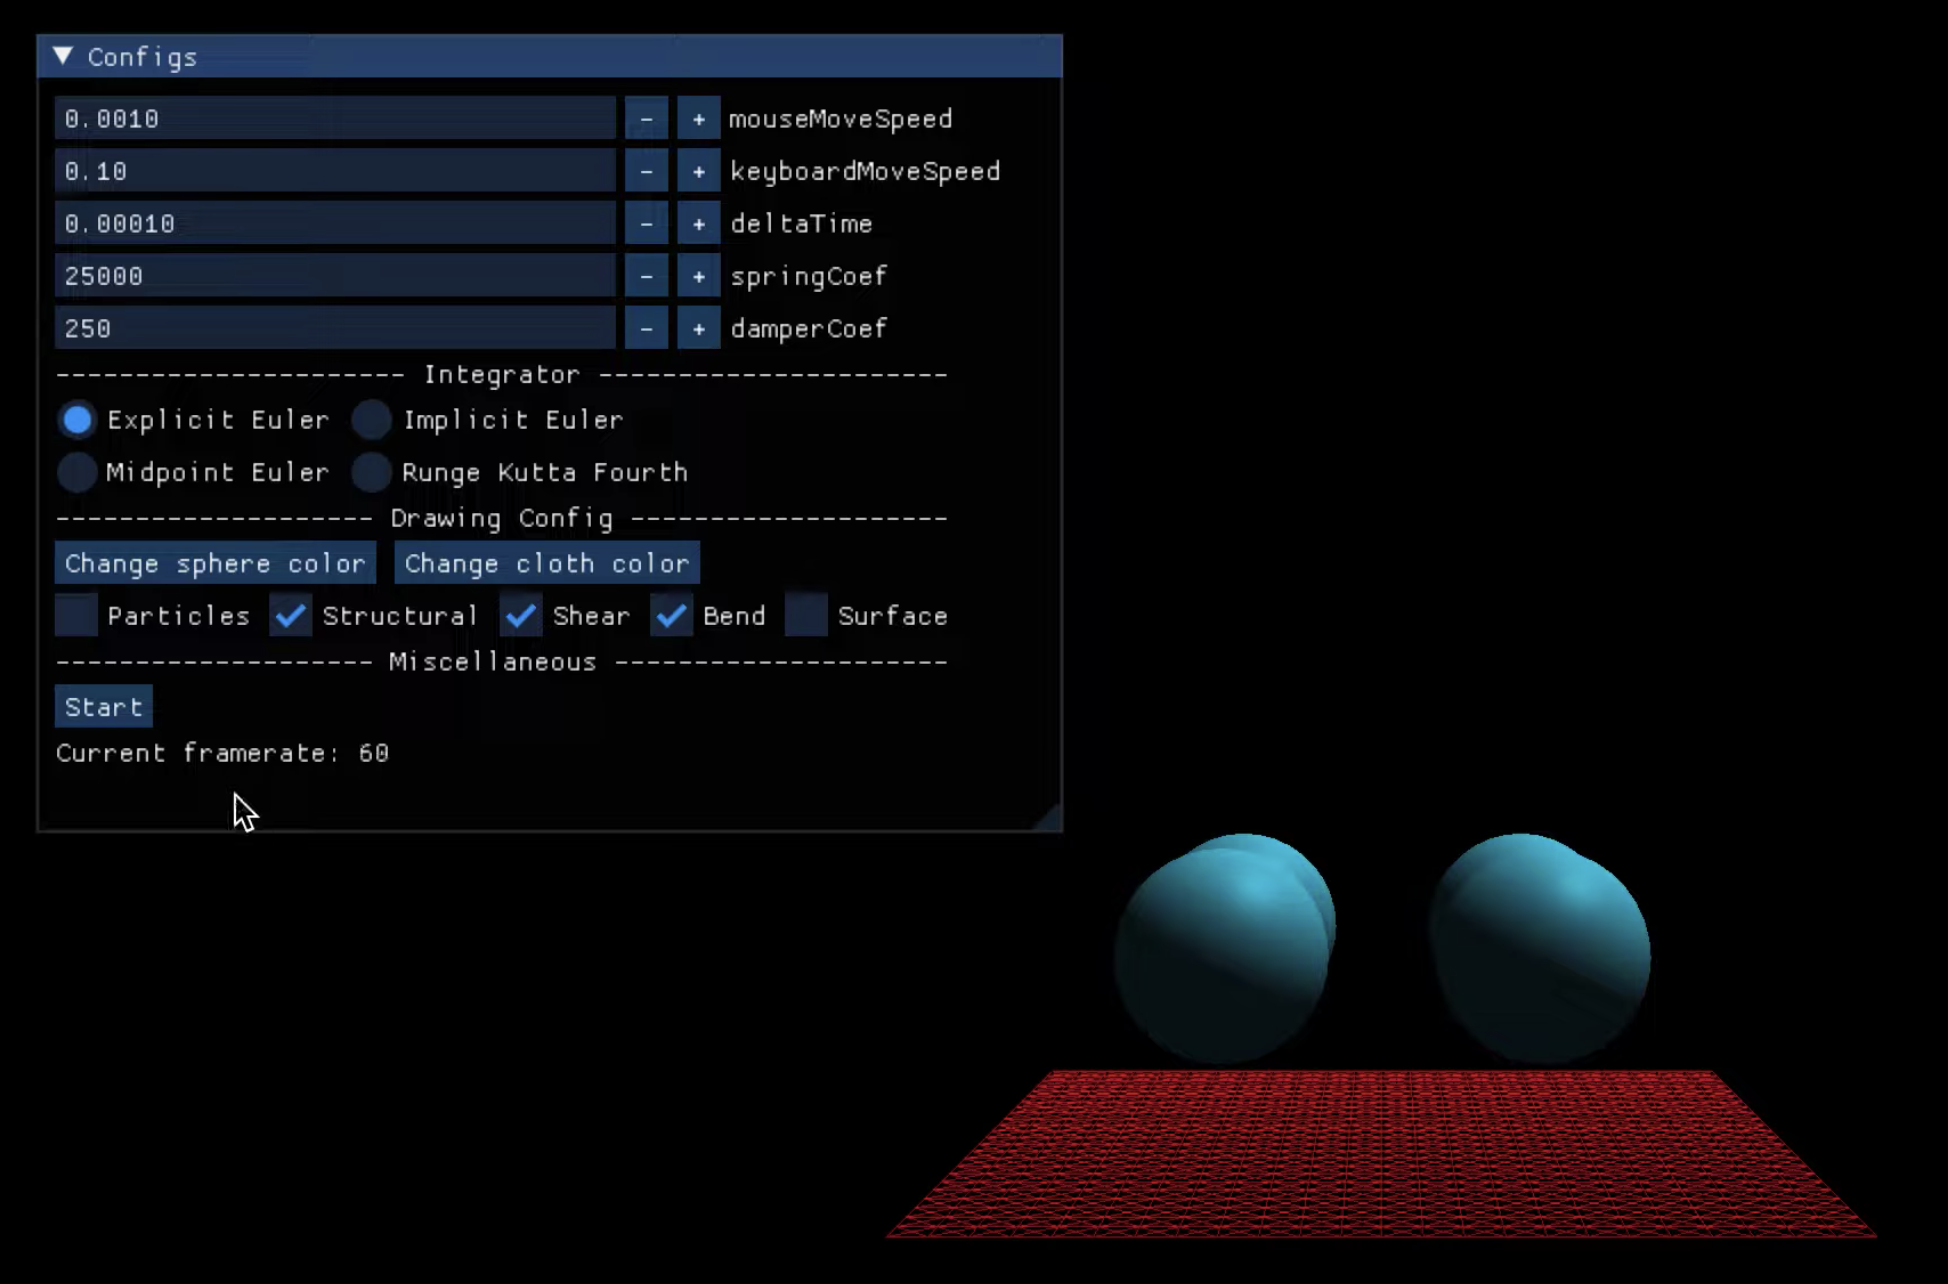 Configs
0.0010 - + mouseMoveSpeed
0.10 - + keyboardMoveSpeed
0.00010 - + deltaTime
25000 - + springCoef
250 - + damperCoef
---------------------- Integrator ----------------------
Explicit Euler Implicit Euler
Midpoint Euler Runge Kutta Fourth
-------------------- Drawing Config --------------------
Change sphere color Change cloth color
Particles Structural Shear Bend Surface
-------------------- Miscellaneous ---------------------
Start
Current framerate: 60